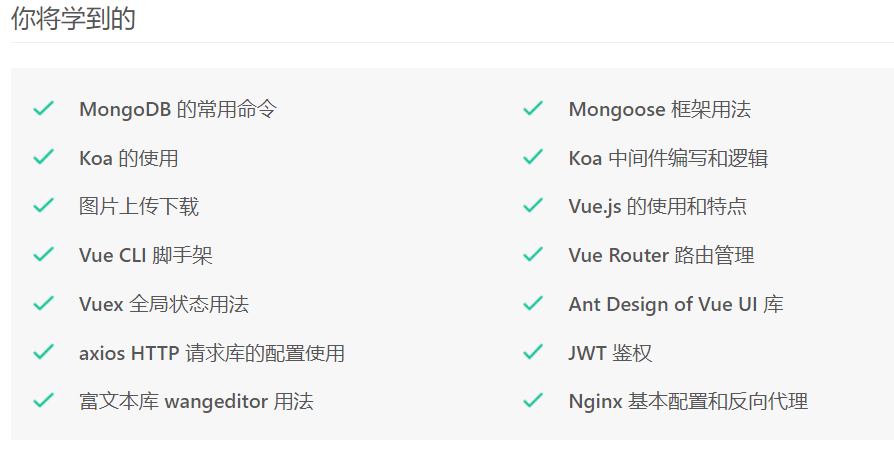 你将学到的
MongoDB 的常用命令
Mongoose 框架用法
Koa 的使用
Koa 中间件编写和逻辑
图片上传下载
Vue.js 的使用和特点
Vue CLI 脚手架
Vue Router 路由管理
Vuex 全局状态用法
Ant Design of Vue UI 库
axios HTTP 请求库的配置使用
JWT 鉴权
富文本库 wangeditor 用法
Nginx 基本配置和反向代理